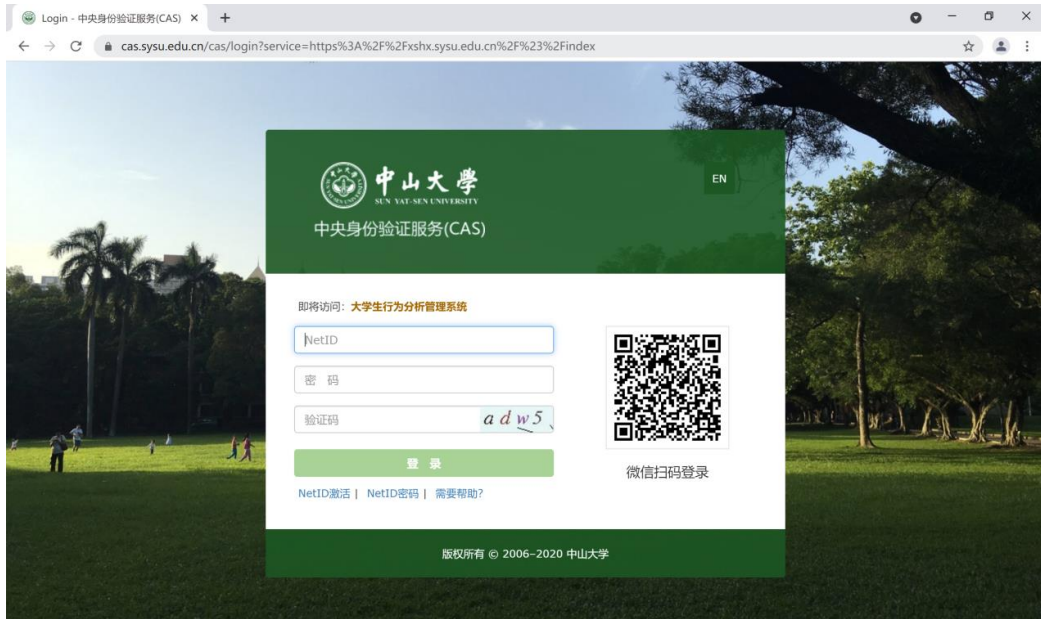 Login - 中央身份验证服务(CAS)
cas.sysu.edu.cn/cas/login?service=https%3A%2F%2Fxshx.sysu.edu.cn%2F%23%2Findex
中山大學
SUN YAT-SEN UNIVERSITY
EN
中央身份验证服务(CAS)
即将访问: 大学生行为分析管理系统
NetID
密 码
验证码 adw5
登 录
微信扫码登录
NetID激活 | NetID密码 | 需要帮助?
版权所有 © 2006-2020 中山大学